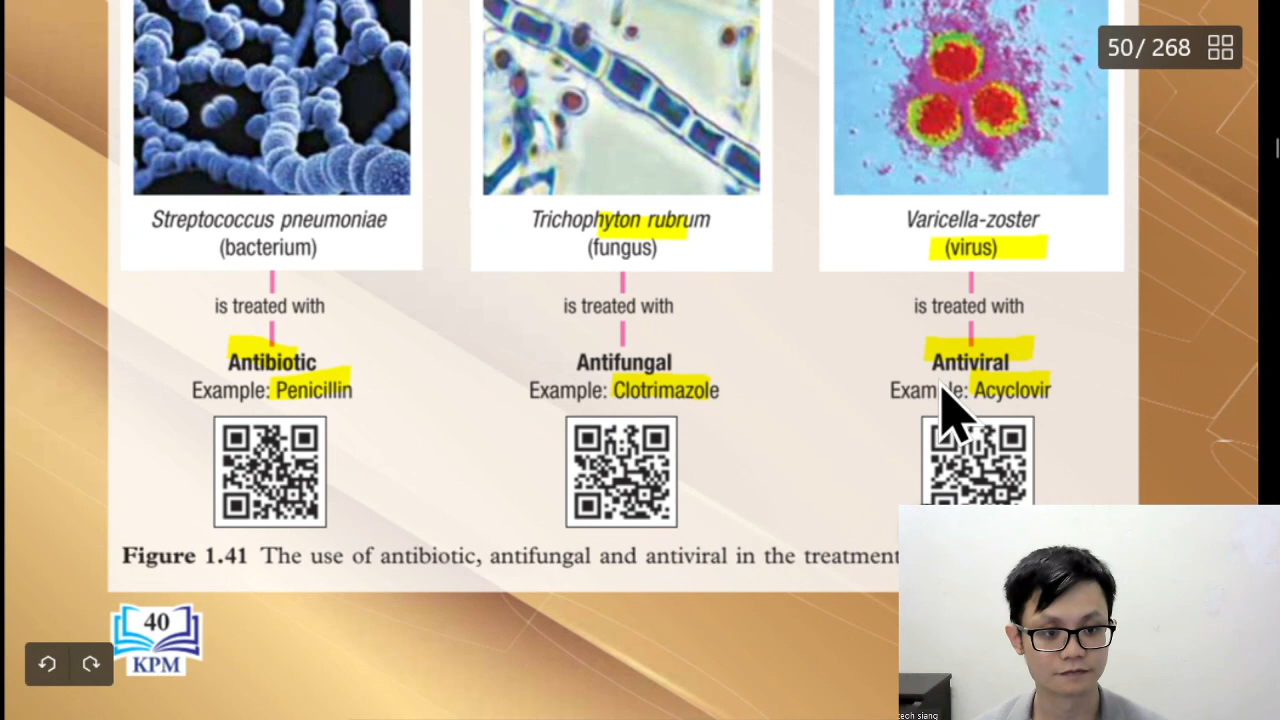 50/ 268
Streptococcus pneumoniae
(bacterium)
is treated with
Antibiotic
Example: Penicillin
Trichophyton rubrum
(fungus)
is treated with
Antifungal
Example: Clotrimazole
Varicella-zoster
(virus)
is treated with
Antiviral
Example: Acyclovir
Figure 1.41 The use of antibiotic, antifungal and antiviral in the treatment
40
KPM
teoh siang